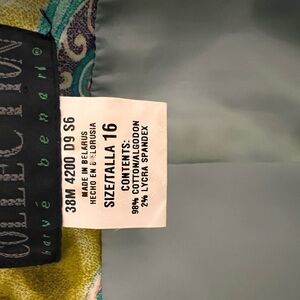 COLLECTION
harvé benard®
38M 4200 D9 S6
MADE IN BELARUS
HECHO EN BIELORUSIA
SIZE/TALLA 16
CONTENTS:
98% COTTON/ALGODON
2% LYCRA SPANDEX